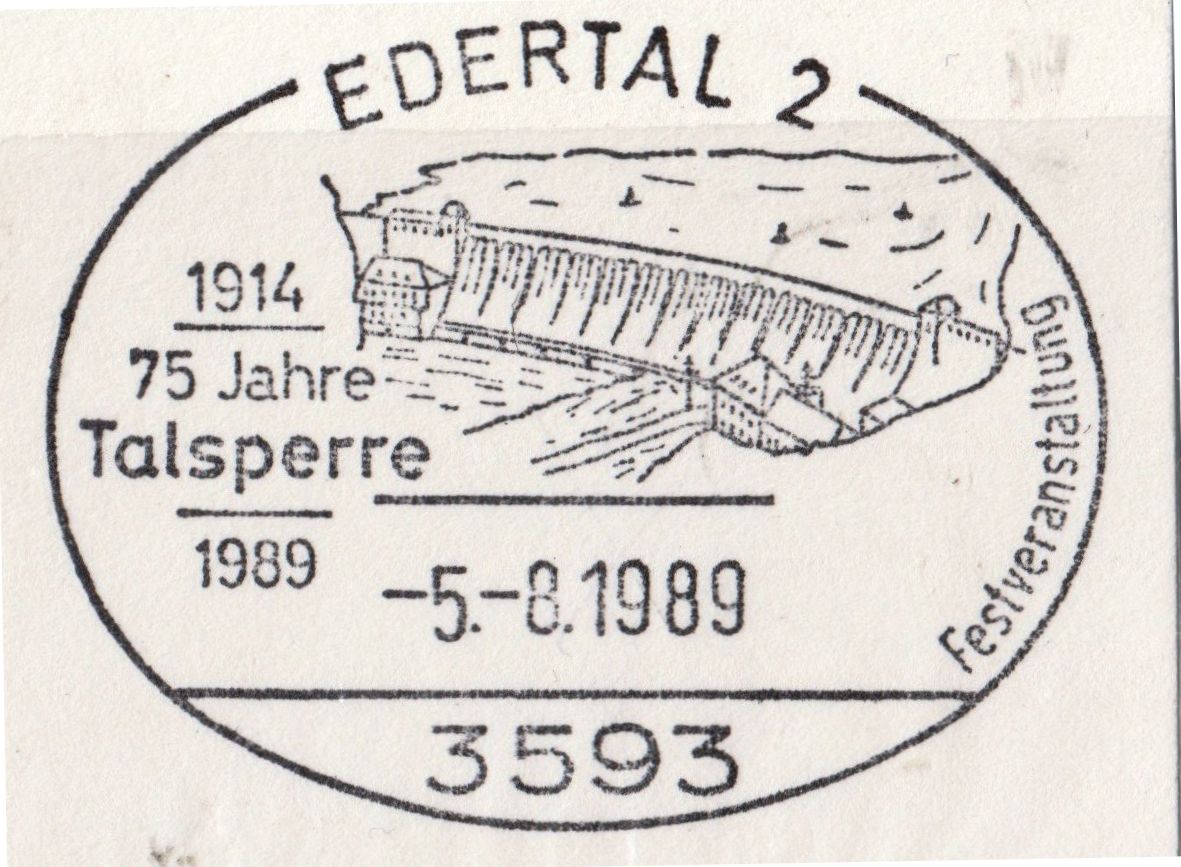 EDERTAL 2
1914
75 Jahre
Talsperre
1989
-5.-8.1989
Festveranstaltung
3593